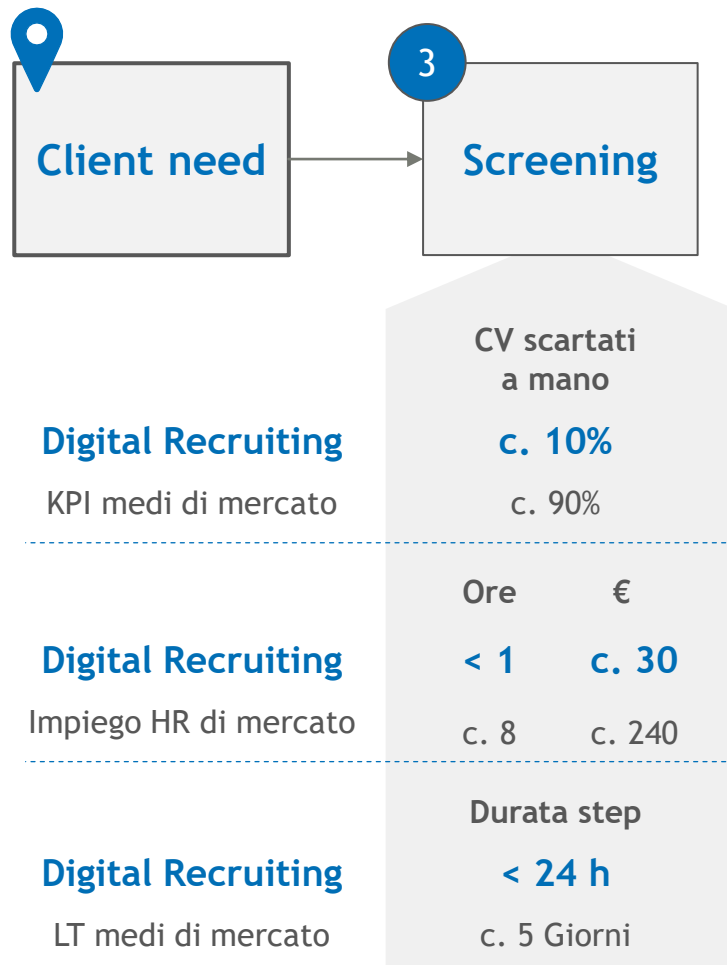 3
Client need
Screening
CV scartati
a mano
Digital Recruiting
c. 10%
KPI medi di mercato
c. 90%
Ore €
Digital Recruiting
< 1 c. 30
Impiego HR di mercato
c. 8 c. 240
Durata step
Digital Recruiting
< 24 h
LT medi di mercato
c. 5 Giorni